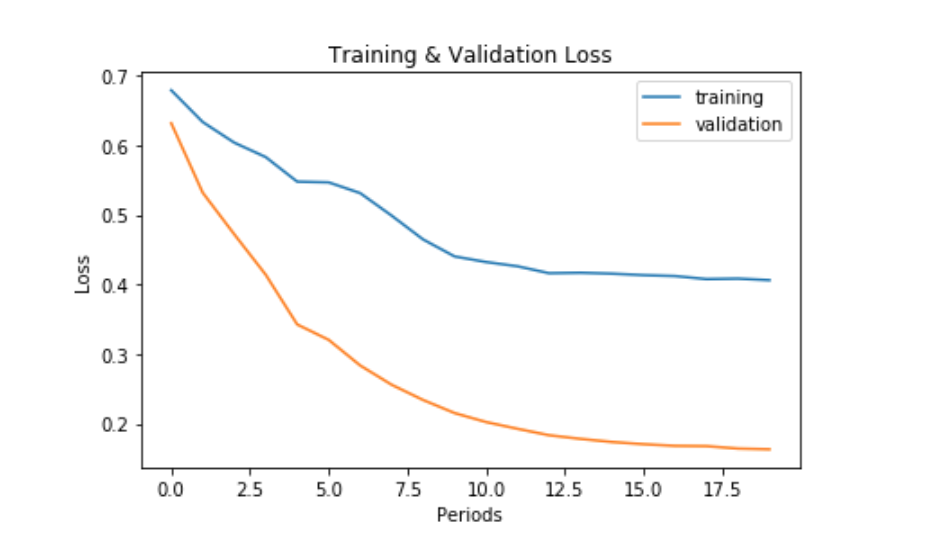 Training & Validation Loss
training
validation
0.7
0.6
0.5
0.4
0.3
0.2
Loss
0.0 2.5 5.0 7.5 10.0 12.5 15.0 17.5
Periods